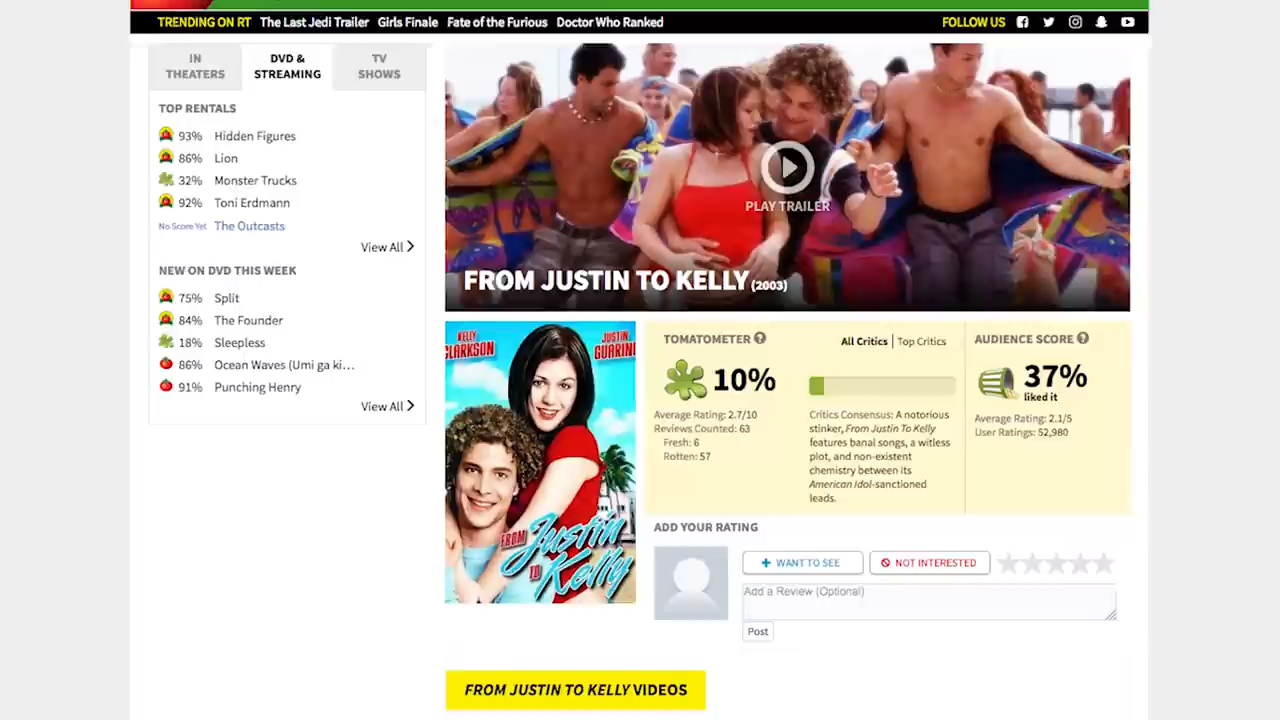 TRENDING ON RT The Last Jedi Trailer Girls Finale Fate of the Furious Doctor Who Ranked FOLLOW US
IN THEATERS
DVD & STREAMING
TV SHOWS
TOP RENTALS
93% Hidden Figures
86% Lion
32% Monster Trucks
92% Toni Erdmann
No Score Yet The Outcasts
View All
NEW ON DVD THIS WEEK
75% Split
84% The Founder
18% Sleepless
86% Ocean Waves (Umi ga ki...
91% Punching Henry
View All
PLAY TRAILER
FROM JUSTIN TO KELLY (2003)
KELLY CLARKSON
JUSTIN GUARINI
FROM Justin TO Kelly
TOMATOMETER ?
All Critics | Top Critics
10%
Average Rating: 2.7/10
Reviews Counted: 63
Fresh: 6
Rotten: 57
Critics Consensus: A notorious
stinker, From Justin To Kelly
features banal songs, a witless
plot, and non-existent
chemistry between its
American Idol-sanctioned
leads.
AUDIENCE SCORE ?
37%
liked it
Average Rating: 2.1/5
User Ratings: 52,980
ADD YOUR RATING
+ WANT TO SEE
NOT INTERESTED
Add a Review (Optional)
Post
FROM JUSTIN TO KELLY VIDEOS